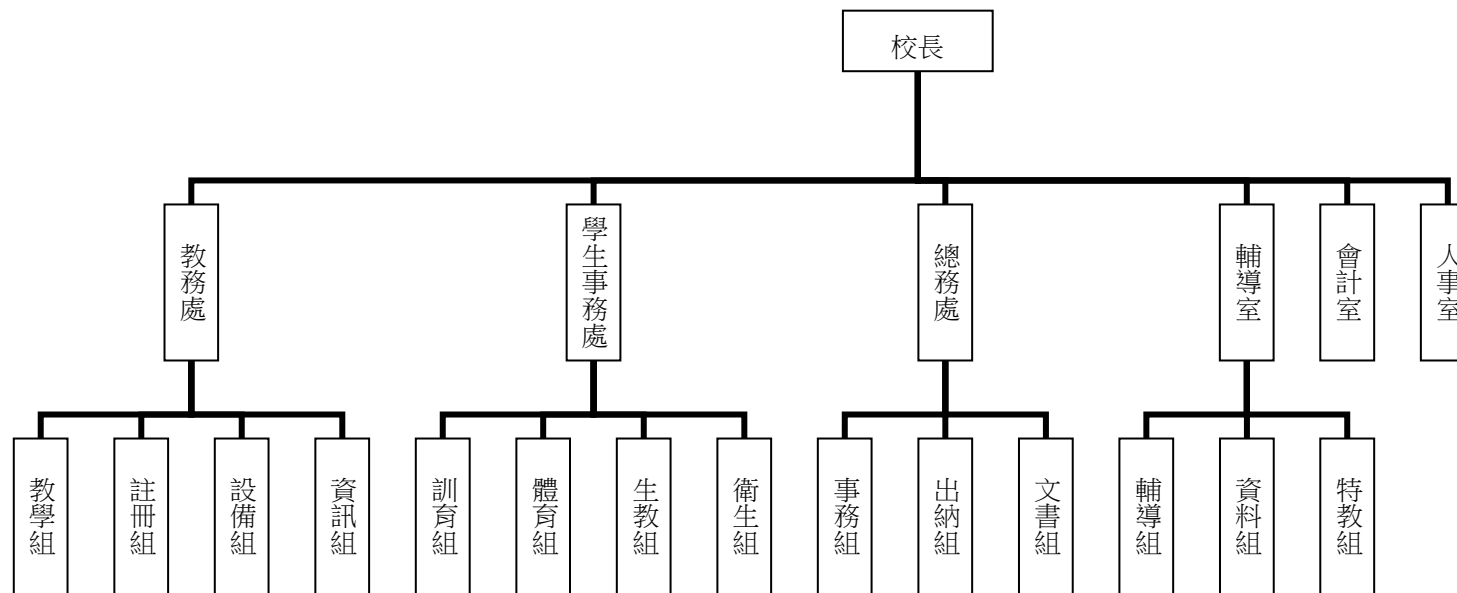 校長
教務處
學生事務處
總務處
輔導室
會計室
人事室
教學組
註冊組
設備組
資訊組
訓育組
體育組
生教組
衛生組
事務組
出納組
文書組
輔導組
資料組
特教組